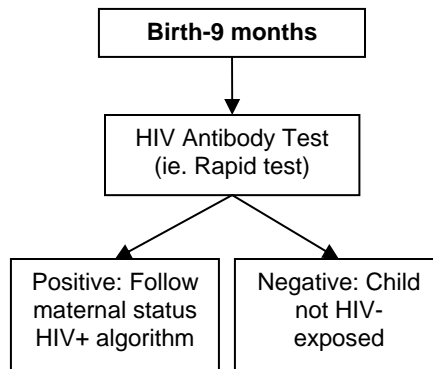 Birth-9 months
HIV Antibody Test
(ie. Rapid test)
Positive: Follow
maternal status
HIV+ algorithm
Negative: Child
not HIV-
exposed